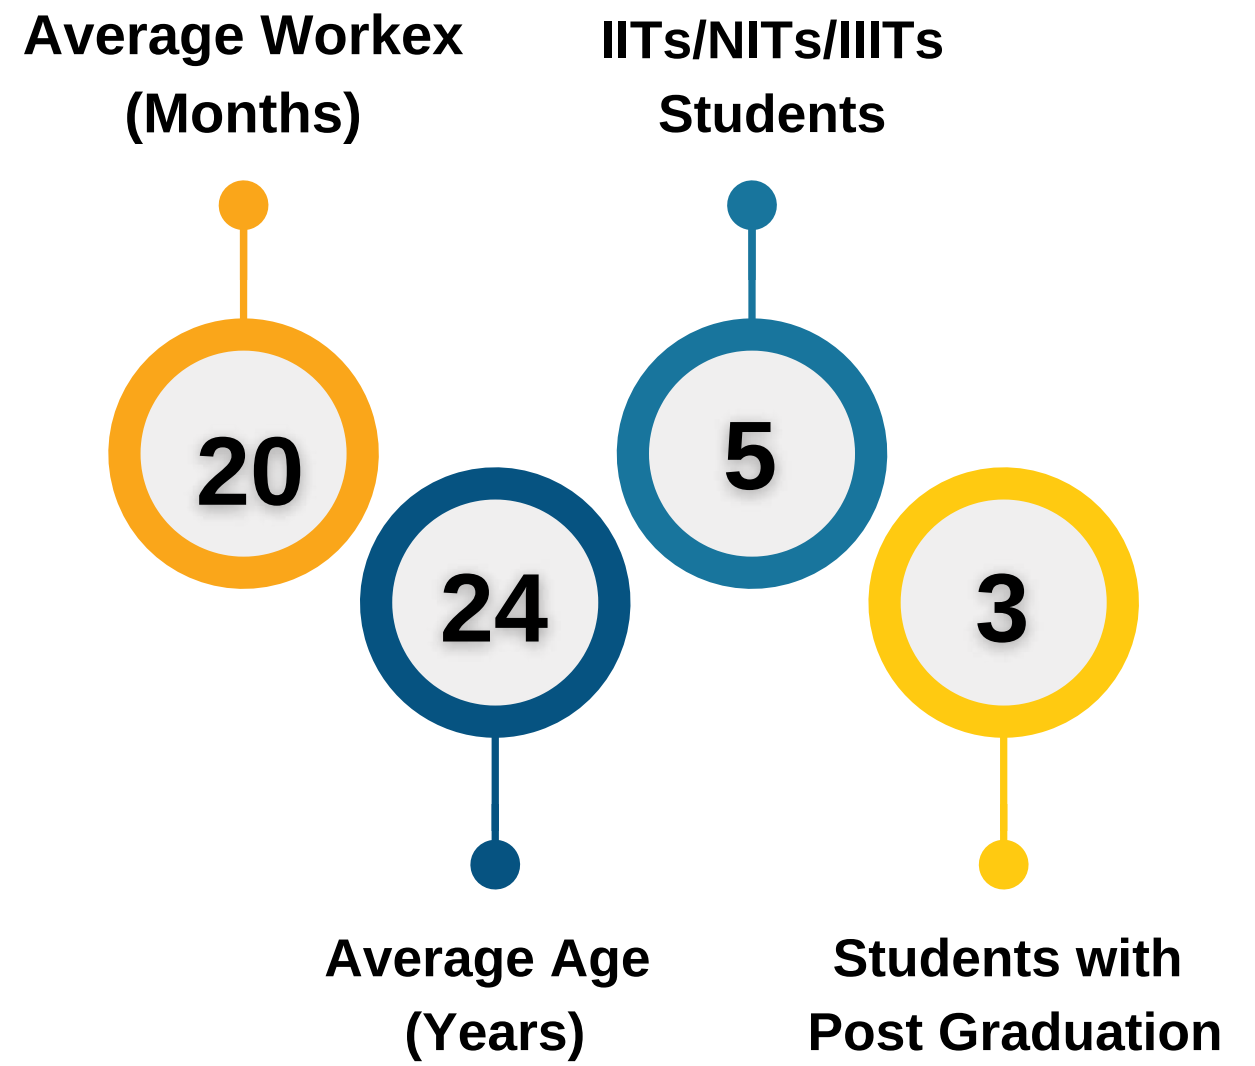 Average Workex
(Months)
IITs/NITs/IIITs
Students
20
5
24
3
Average Age
(Years)
Students with
Post Graduation